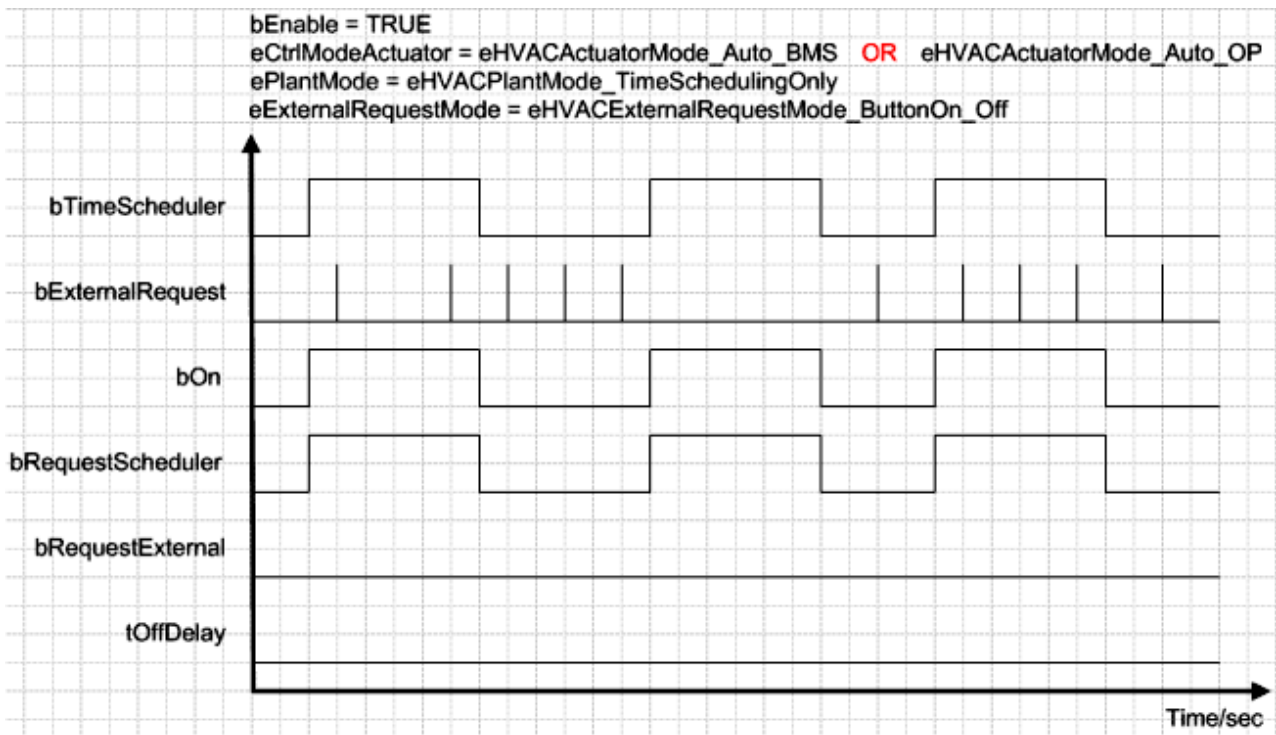 bEnable = TRUE
eCtrlModeActuator = eHVACActuatorMode_Auto_BMS OR eHVACActuatorMode_Auto_OP
ePlantMode = eHVACPlantMode_TimeSchedulingOnly
eExternalRequestMode = eHVACExternalRequestMode_ButtonOn_Off
bTimeScheduler
bExternalRequest
bOn
bRequestScheduler
bRequestExternal
tOffDelay
Time/sec